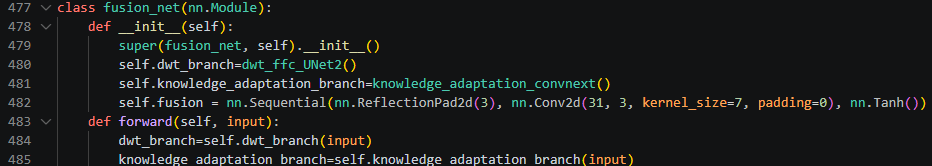 477 class fusion_net(nn.Module):
478 def __init__(self):
479 super(fusion_net, self).__init__()
480 self.dwt_branch=dwt_ffc_UNet2()
481 self.knowledge_adaptation_branch=knowledge_adaptation_convnext()
482 self.fusion = nn.Sequential(nn.ReflectionPad2d(3), nn.Conv2d(31, 3, kernel_size=7, padding=0), nn.Tanh())
483 def forward(self, input):
484 dwt_branch=self.dwt_branch(input)
485 knowledge_adaptation_branch=self.knowledge_adaptation_branch(input)